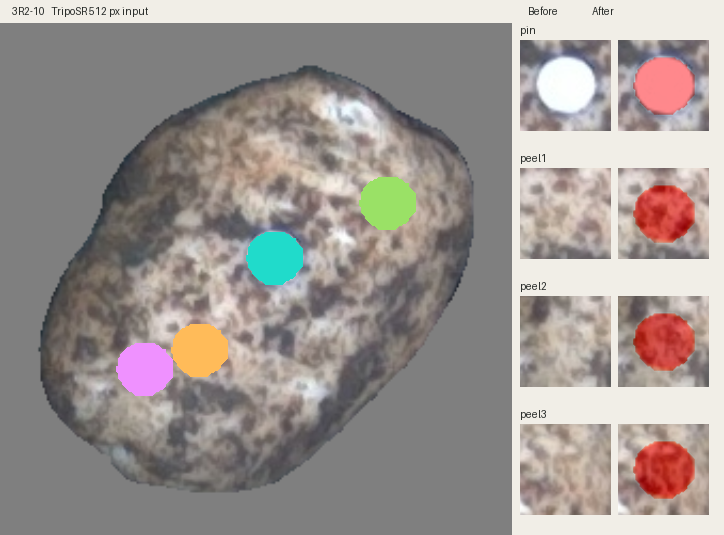 3R2-10 TripoSR 512 px input
Before After
pin
peel1
peel2
peel3